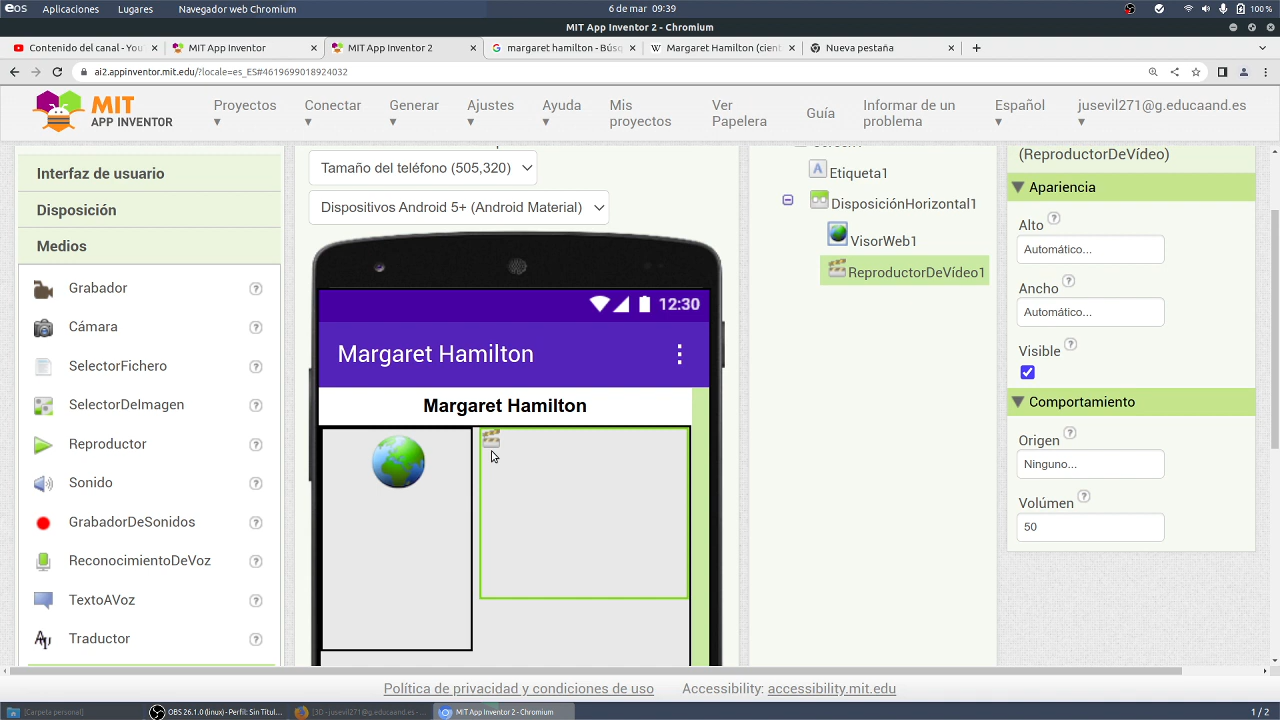 eOS Aplicaciones Lugares Navegador web Chromium 6 de mar 09:39 100 %
MIT App Inventor 2 - Chromium
Contenido del canal - You MIT App Inventor MIT App Inventor 2 margaret hamilton - Búsq Margaret Hamilton (cient Nueva pestaña
ai2.appinventor.mit.edu/?locale=es_ES#4619699018924032
MIT
APP INVENTOR
Proyectos
Conectar
Generar
Ajustes
Ayuda
Mis
proyectos
Ver
Papelera
Guía
Informar de un
problema
Español
jusevil271@g.educaand.es
Interfaz de usuario
Disposición
Medios
Grabador ?
Cámara ?
SelectorFichero ?
SelectorDeImagen ?
Reproductor ?
Sonido ?
GrabadorDeSonidos ?
ReconocimientoDeVoz ?
TextoAVoz ?
Traductor ?
Tamaño del teléfono (505,320)
Dispositivos Android 5+ (Android Material)
12:30
Margaret Hamilton
Margaret Hamilton
A Etiqueta1
DisposiciónHorizontal1
VisorWeb1
ReproductorDeVídeo1
(ReproductorDeVídeo)
Apariencia
Alto ?
Automático...
Ancho ?
Automático...
Visible ?
Comportamiento
Origen ?
Ninguno...
Volúmen ?
50
Política de privacidad y condiciones de uso Accessibility: accessibility.mit.edu
[Carpeta personal] OBS 26.1.0 (linux) - Perfil: Sin Títul... [3D - jusevil271@g.educaand.es - ... MIT App Inventor 2 - Chromium 1 / 2